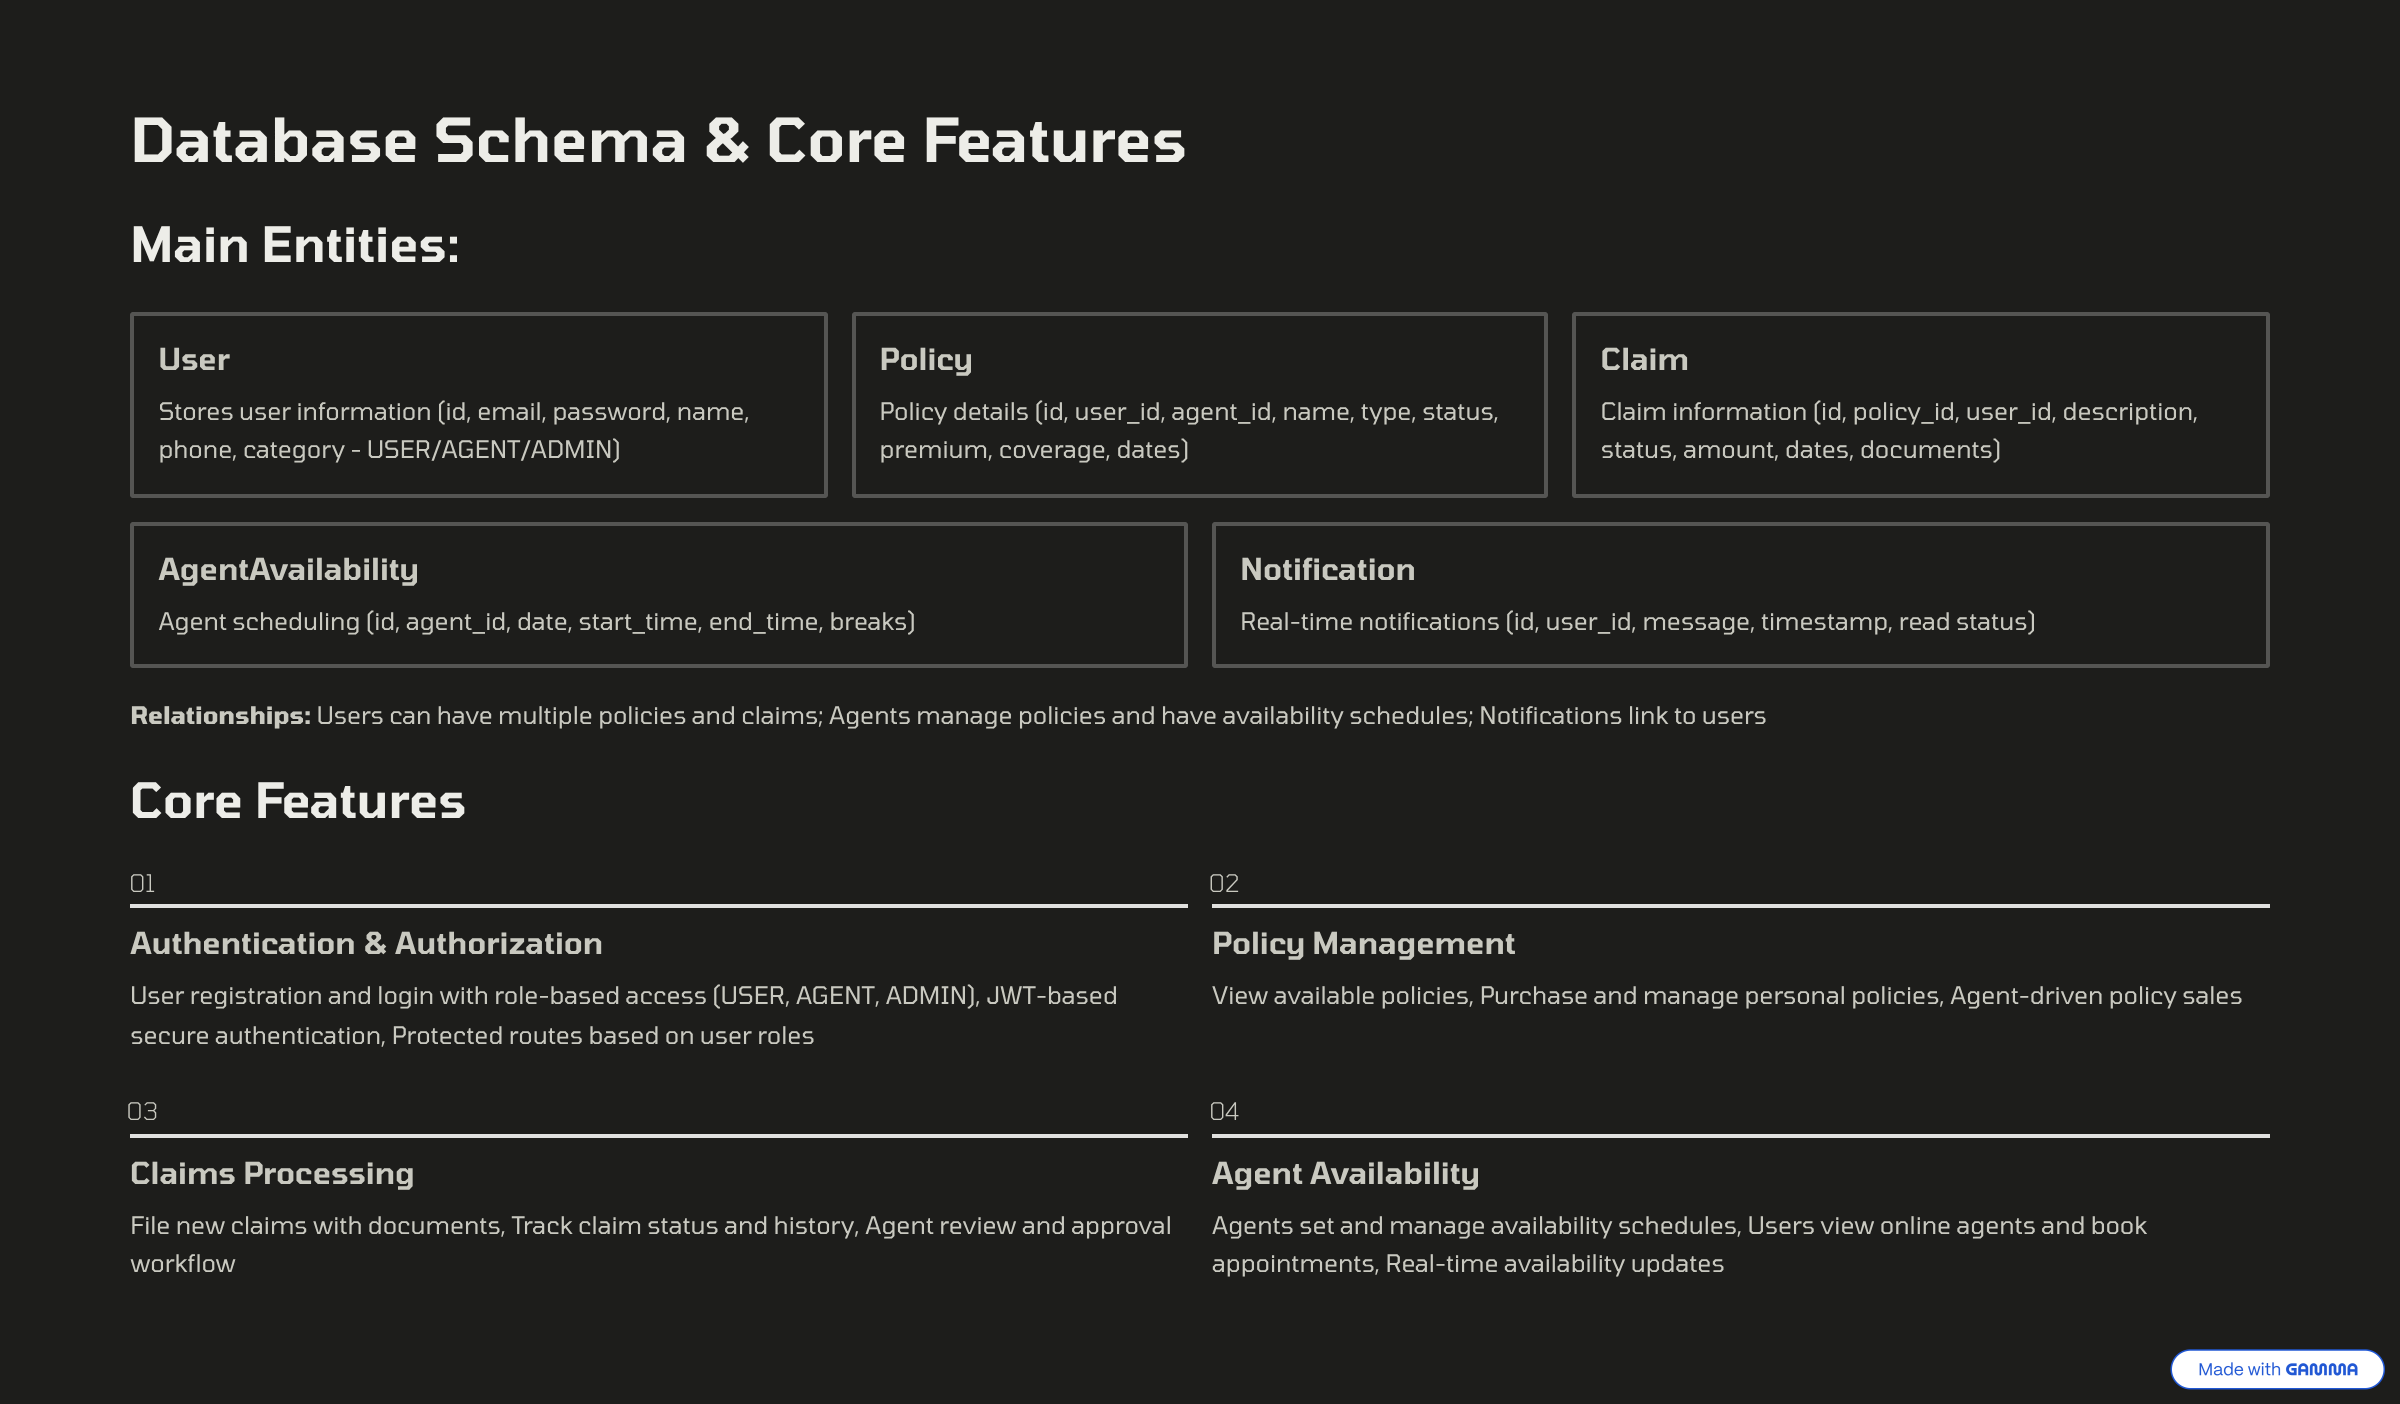 Database Schema & Core Features
Main Entities:
User
Stores user information (id, email, password, name,
phone, category - USER/AGENT/ADMIN)
Policy
Policy details (id, user_id, agent_id, name, type, status,
premium, coverage, dates)
Claim
Claim information (id, policy_id, user_id, description,
status, amount, dates, documents)
AgentAvailability
Agent scheduling (id, agent_id, date, start_time, end_time, breaks)
Notification
Real-time notifications (id, user_id, message, timestamp, read status)
Relationships: Users can have multiple policies and claims; Agents manage policies and have availability schedules; Notifications link to users
Core Features
01
Authentication & Authorization
User registration and login with role-based access (USER, AGENT, ADMIN), JWT-based
secure authentication, Protected routes based on user roles
02
Policy Management
View available policies, Purchase and manage personal policies, Agent-driven policy sales
03
Claims Processing
File new claims with documents, Track claim status and history, Agent review and approval
workflow
04
Agent Availability
Agents set and manage availability schedules, Users view online agents and book
appointments, Real-time availability updates
Made with GAMMA